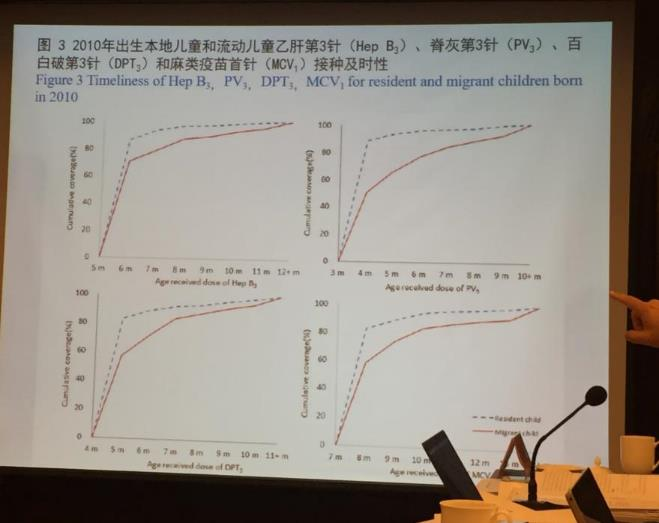 图 3 2010年出生本地儿童和流动儿童乙肝第3针（Hep B₃）、脊灰第3针（PV₃）、百
白破第3针（DPT₃）和麻类疫苗首针（MCV₁）接种及时性
Figure 3 Timeliness of Hep B₃, PV₃, DPT₃, MCV₁ for resident and migrant children born
in 2010
Cumulative coverage(%)
100
80
60
40
20
0
5 m 6 m 7 m 8 m 9 m 10 m 11 m 12+ m
Age received dose of Hep B₃
Cumulative coverage(%)
100
80
60
40
20
0
3 m 4 m 5 m 6 m 7 m 8 m 9 m 10+ m
Age received dose of PV₃
Cumulative coverage(%)
100
80
60
40
20
0
4 m 5 m 6 m 7 m 8 m 9 m 10 m 11+ m
Age received dose of DPT₃
Cumulative coverage(%)
100
80
60
40
20
0
Resident child
Migrant child
7 m 8 m 9 m 10 m 12 m
Age received MCV